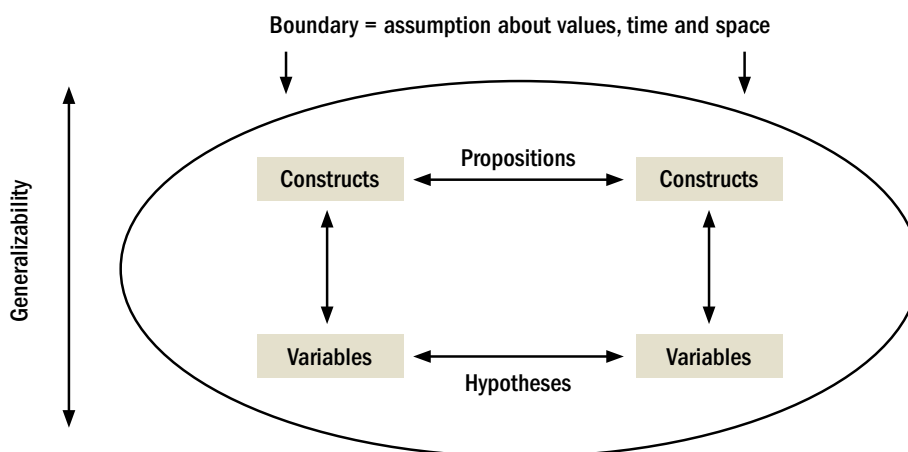 Boundary = assumption about values, time and space
Generalizability
Propositions
Constructs
Constructs
Variables
Variables
Hypotheses